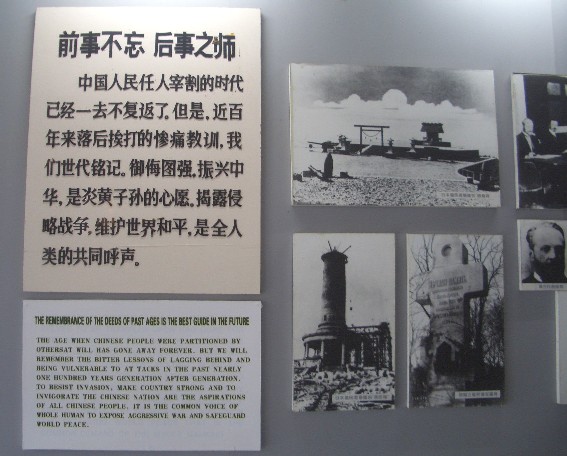 前事不忘 后事之师
中国人民任人宰割的时代
已经一去不复返了。但是，近百
年来落后挨打的惨痛教训，我
们世代铭记。御侮图强，振兴中
华，是炎黄子孙的心愿。揭露侵
略战争，维护世界和平，是全人
类的共同呼声。
THE REMEMBRANCE OF THE DEEDS OF PAST AGES IS THE BEST GUIDE IN THE FUTURE
THE AGE WHEN CHINESE PEOPLE WERE PARTITIONED BY
OTHERSAT WILL HAS GONE AWAY FOREVER. BUT WE WILL
REMEMBER THE BITTER LESSONS OF LAGGING BEHIND AND
BEING VULNERABLE TO AT TACKS IN THE PAST NEARLY
ONE HUNDRED YEARS GENERATION AFTER GENERATION.
TO RESIST INVASION, MAKE COUNTRY STRONG AND TO
INVIGORATE THE CHINESE NATION ARE THE ASPIRATIONS
OF ALL CHINESE PEOPLE. IT IS THE COMMON VOICE OF
WHOLE HUMAN TO EXPOSE AGGRESSIVE WAR AND SAFEGUARD
WORLD PEACE.